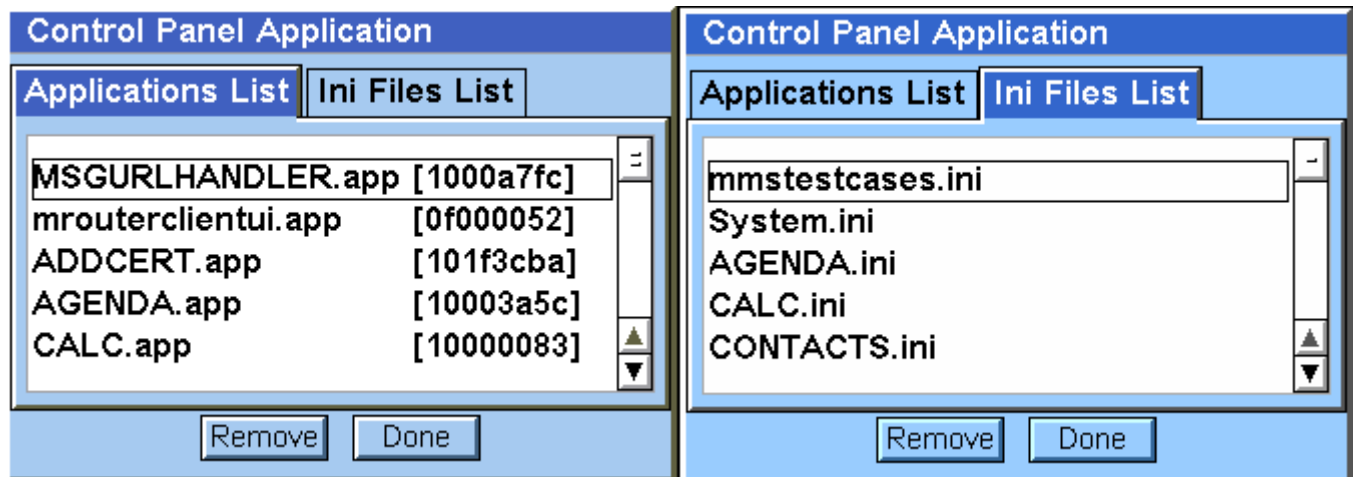 Control Panel Application
Applications List
Ini Files List
MSGURLHANDLER.app [1000a7fc]
mrouterclientui.app [0f000052]
ADDCERT.app [101f3cba]
AGENDA.app [10003a5c]
CALC.app [10000083]
Remove
Done
Control Panel Application
Applications List
Ini Files List
mmstestcases.ini
System.ini
AGENDA.ini
CALC.ini
CONTACTS.ini
Remove
Done